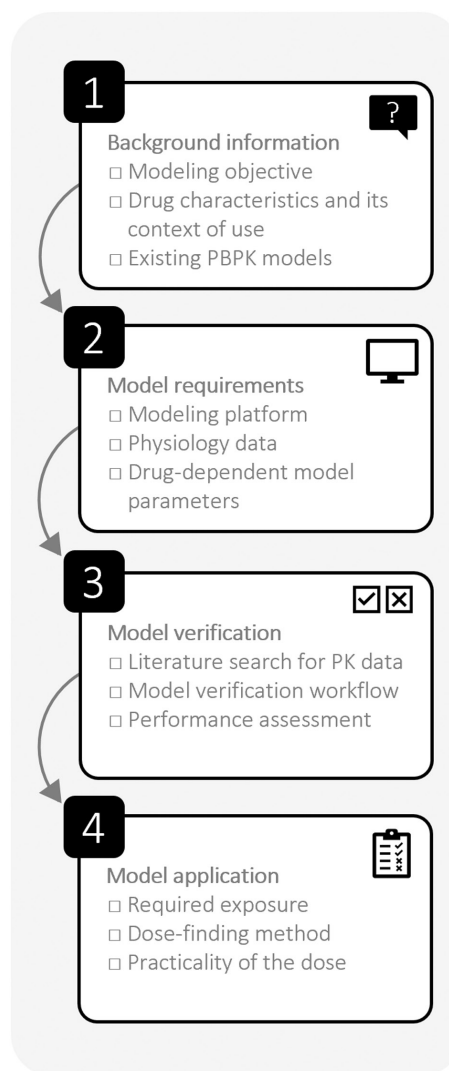 1
?
Background information
□ Modeling objective
□ Drug characteristics and its
context of use
□ Existing PBPK models
2
Model requirements
□ Modeling platform
□ Physiology data
□ Drug-dependent model
parameters
3
Model verification
□ Literature search for PK data
□ Model verification workflow
□ Performance assessment
4
Model application
□ Required exposure
□ Dose-finding method
□ Practicality of the dose